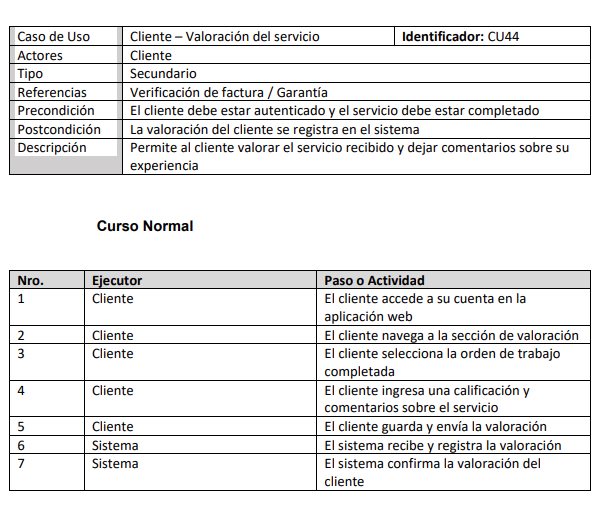 Caso de Uso Cliente – Valoración del servicio Identificador: CU44
Actores Cliente
Tipo Secundario
Referencias Verificación de factura / Garantía
Precondición El cliente debe estar autenticado y el servicio debe estar completado
Postcondición La valoración del cliente se registra en el sistema
Descripción Permite al cliente valorar el servicio recibido y dejar comentarios sobre su
experiencia
Curso Normal
Nro. Ejecutor Paso o Actividad
1 Cliente El cliente accede a su cuenta en la
aplicación web
2 Cliente El cliente navega a la sección de valoración
3 Cliente El cliente selecciona la orden de trabajo
completada
4 Cliente El cliente ingresa una calificación y
comentarios sobre el servicio
5 Cliente El cliente guarda y envía la valoración
6 Sistema El sistema recibe y registra la valoración
7 Sistema El sistema confirma la valoración del
cliente